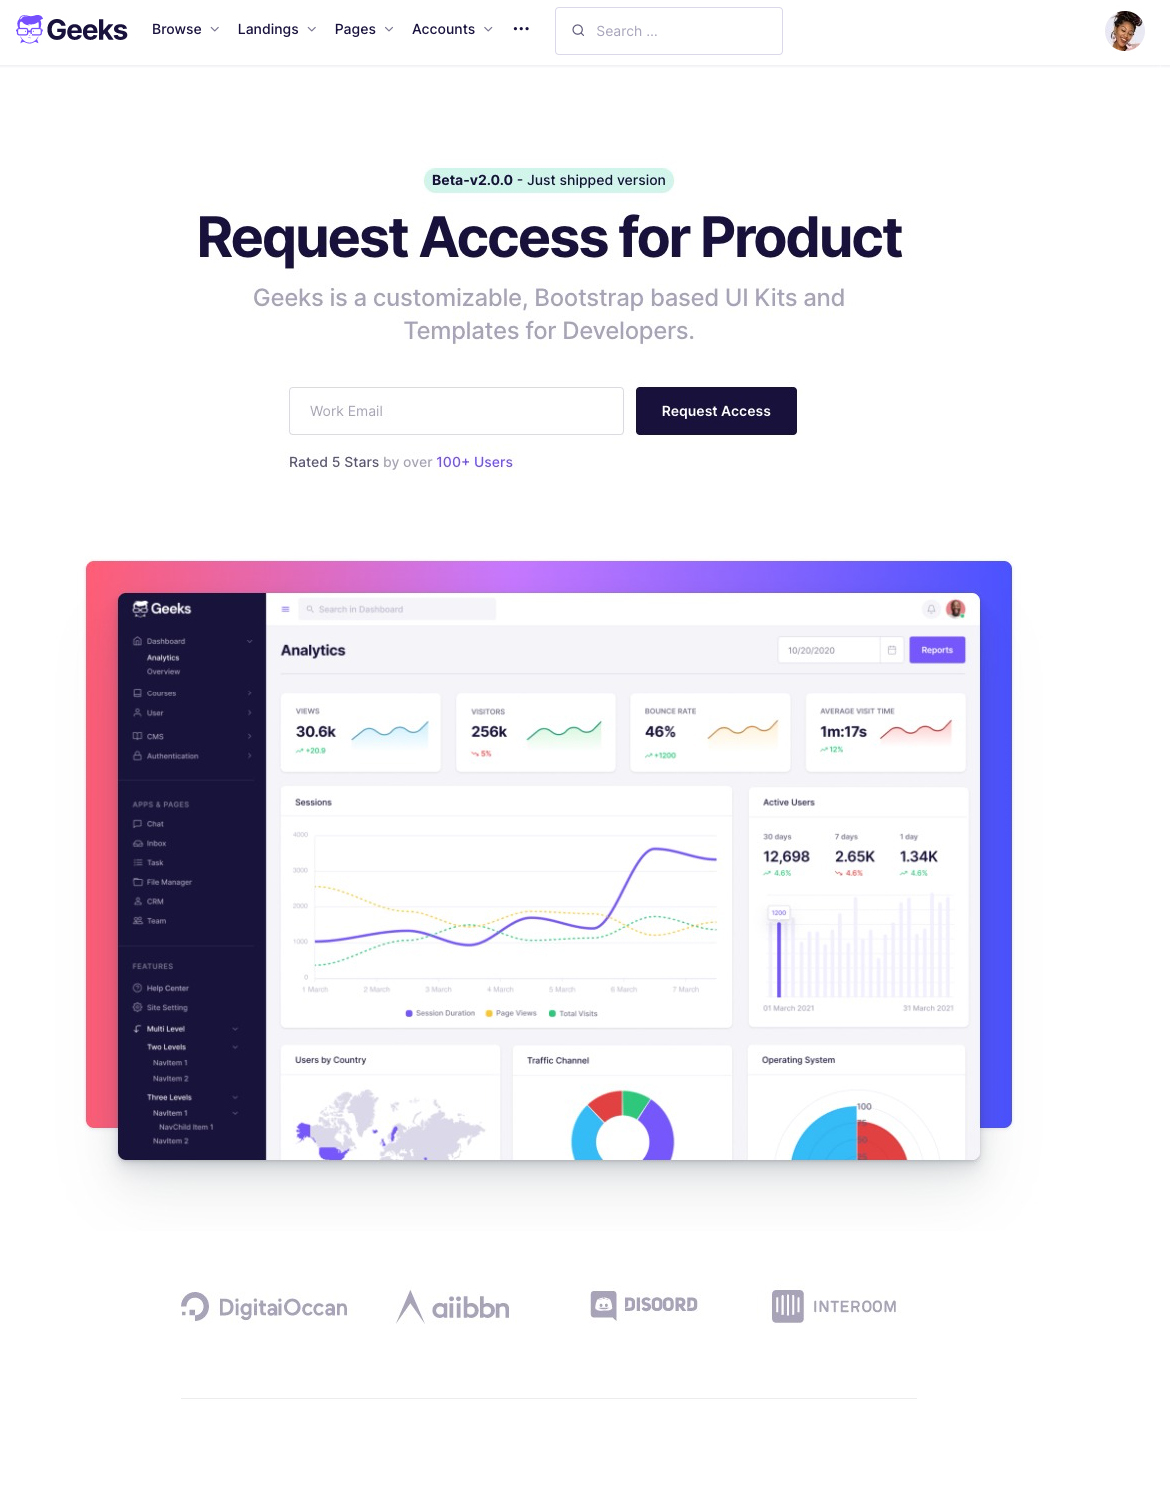 Geeks
Browse
Landings
Pages
Accounts
Search ...
Beta-v2.0.0 - Just shipped version
Request Access for Product
Geeks is a customizable, Bootstrap based UI Kits and
Templates for Developers.
Work Email
Request Access
Rated 5 Stars by over 100+ Users
Geeks
Dashboard
Analytics
Overview
Courses
User
CMS
Authentication
APPS & PAGES
Chat
Inbox
Task
File Manager
CRM
Team
FEATURES
Help Center
Site Setting
Multi Level
Two Levels
NavItem 1
NavItem 2
Three Levels
NavItem 1
NavChild Item 1
NavItem 2
Search in Dashboard
Analytics
10/20/2020
Reports
VIEWS
30.6k
+20.9
VISITORS
256k
5%
BOUNCE RATE
46%
+1200
AVERAGE VISIT TIME
1m:17s
12%
Sessions
4000
3000
2000
1000
0
1 March 2 March 3 March 4 March 5 March 6 March 7 March
Session Duration Page Views Total Visits
Active Users
30 days 7 days 1 day
12,698 2.65K 1.34K
4.6% 4.6% 4.6%
1200
01 March 2021 31 March 2021
Users by Country
Traffic Channel
Operating System
100
DigitaiOccan
aiibbn
DISOORD
INTEROOM